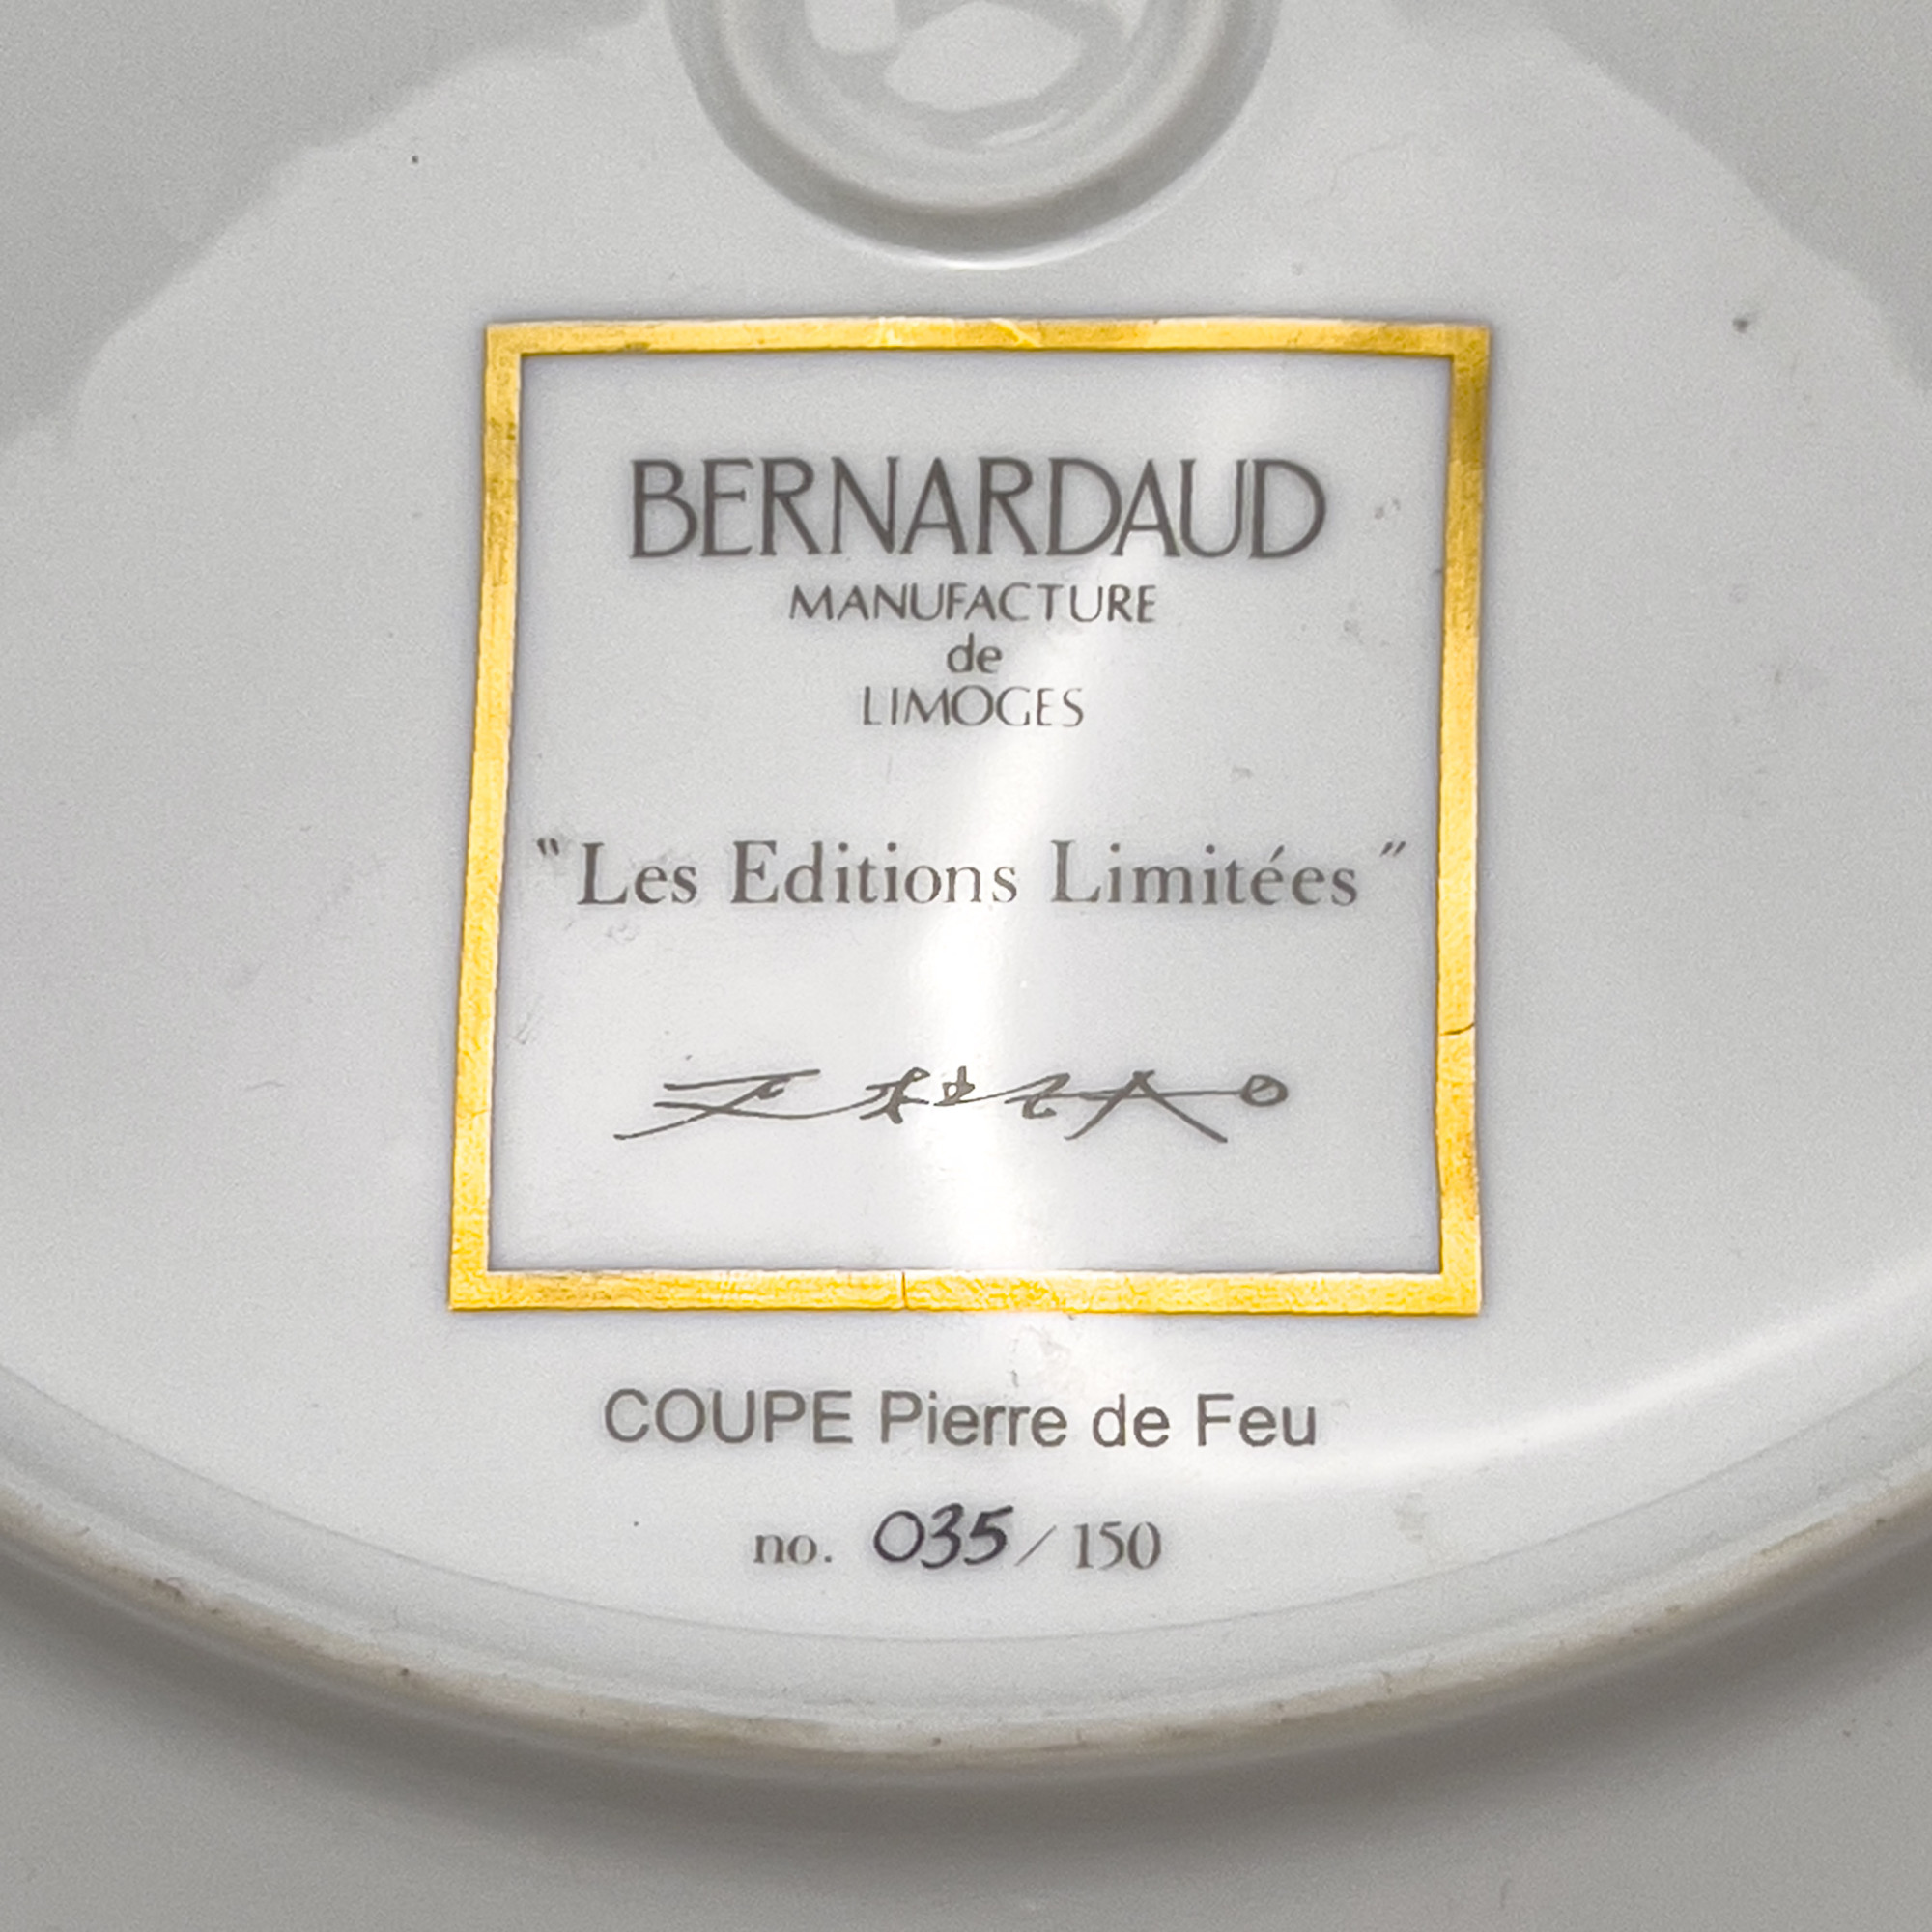 BERNARDAUD
MANUFACTURE
de
LIMOGES
"Les Editions Limitées"
COUPE Pierre de Feu
no. 035/150